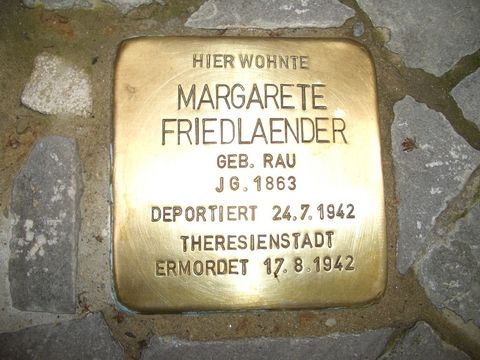 HIER WOHNTE
MARGARETE
FRIEDLAENDER
GEB. RAU
JG. 1863
DEPORTIERT 24.7.1942
THERESIENSTADT
ERMORDET 17.8.1942